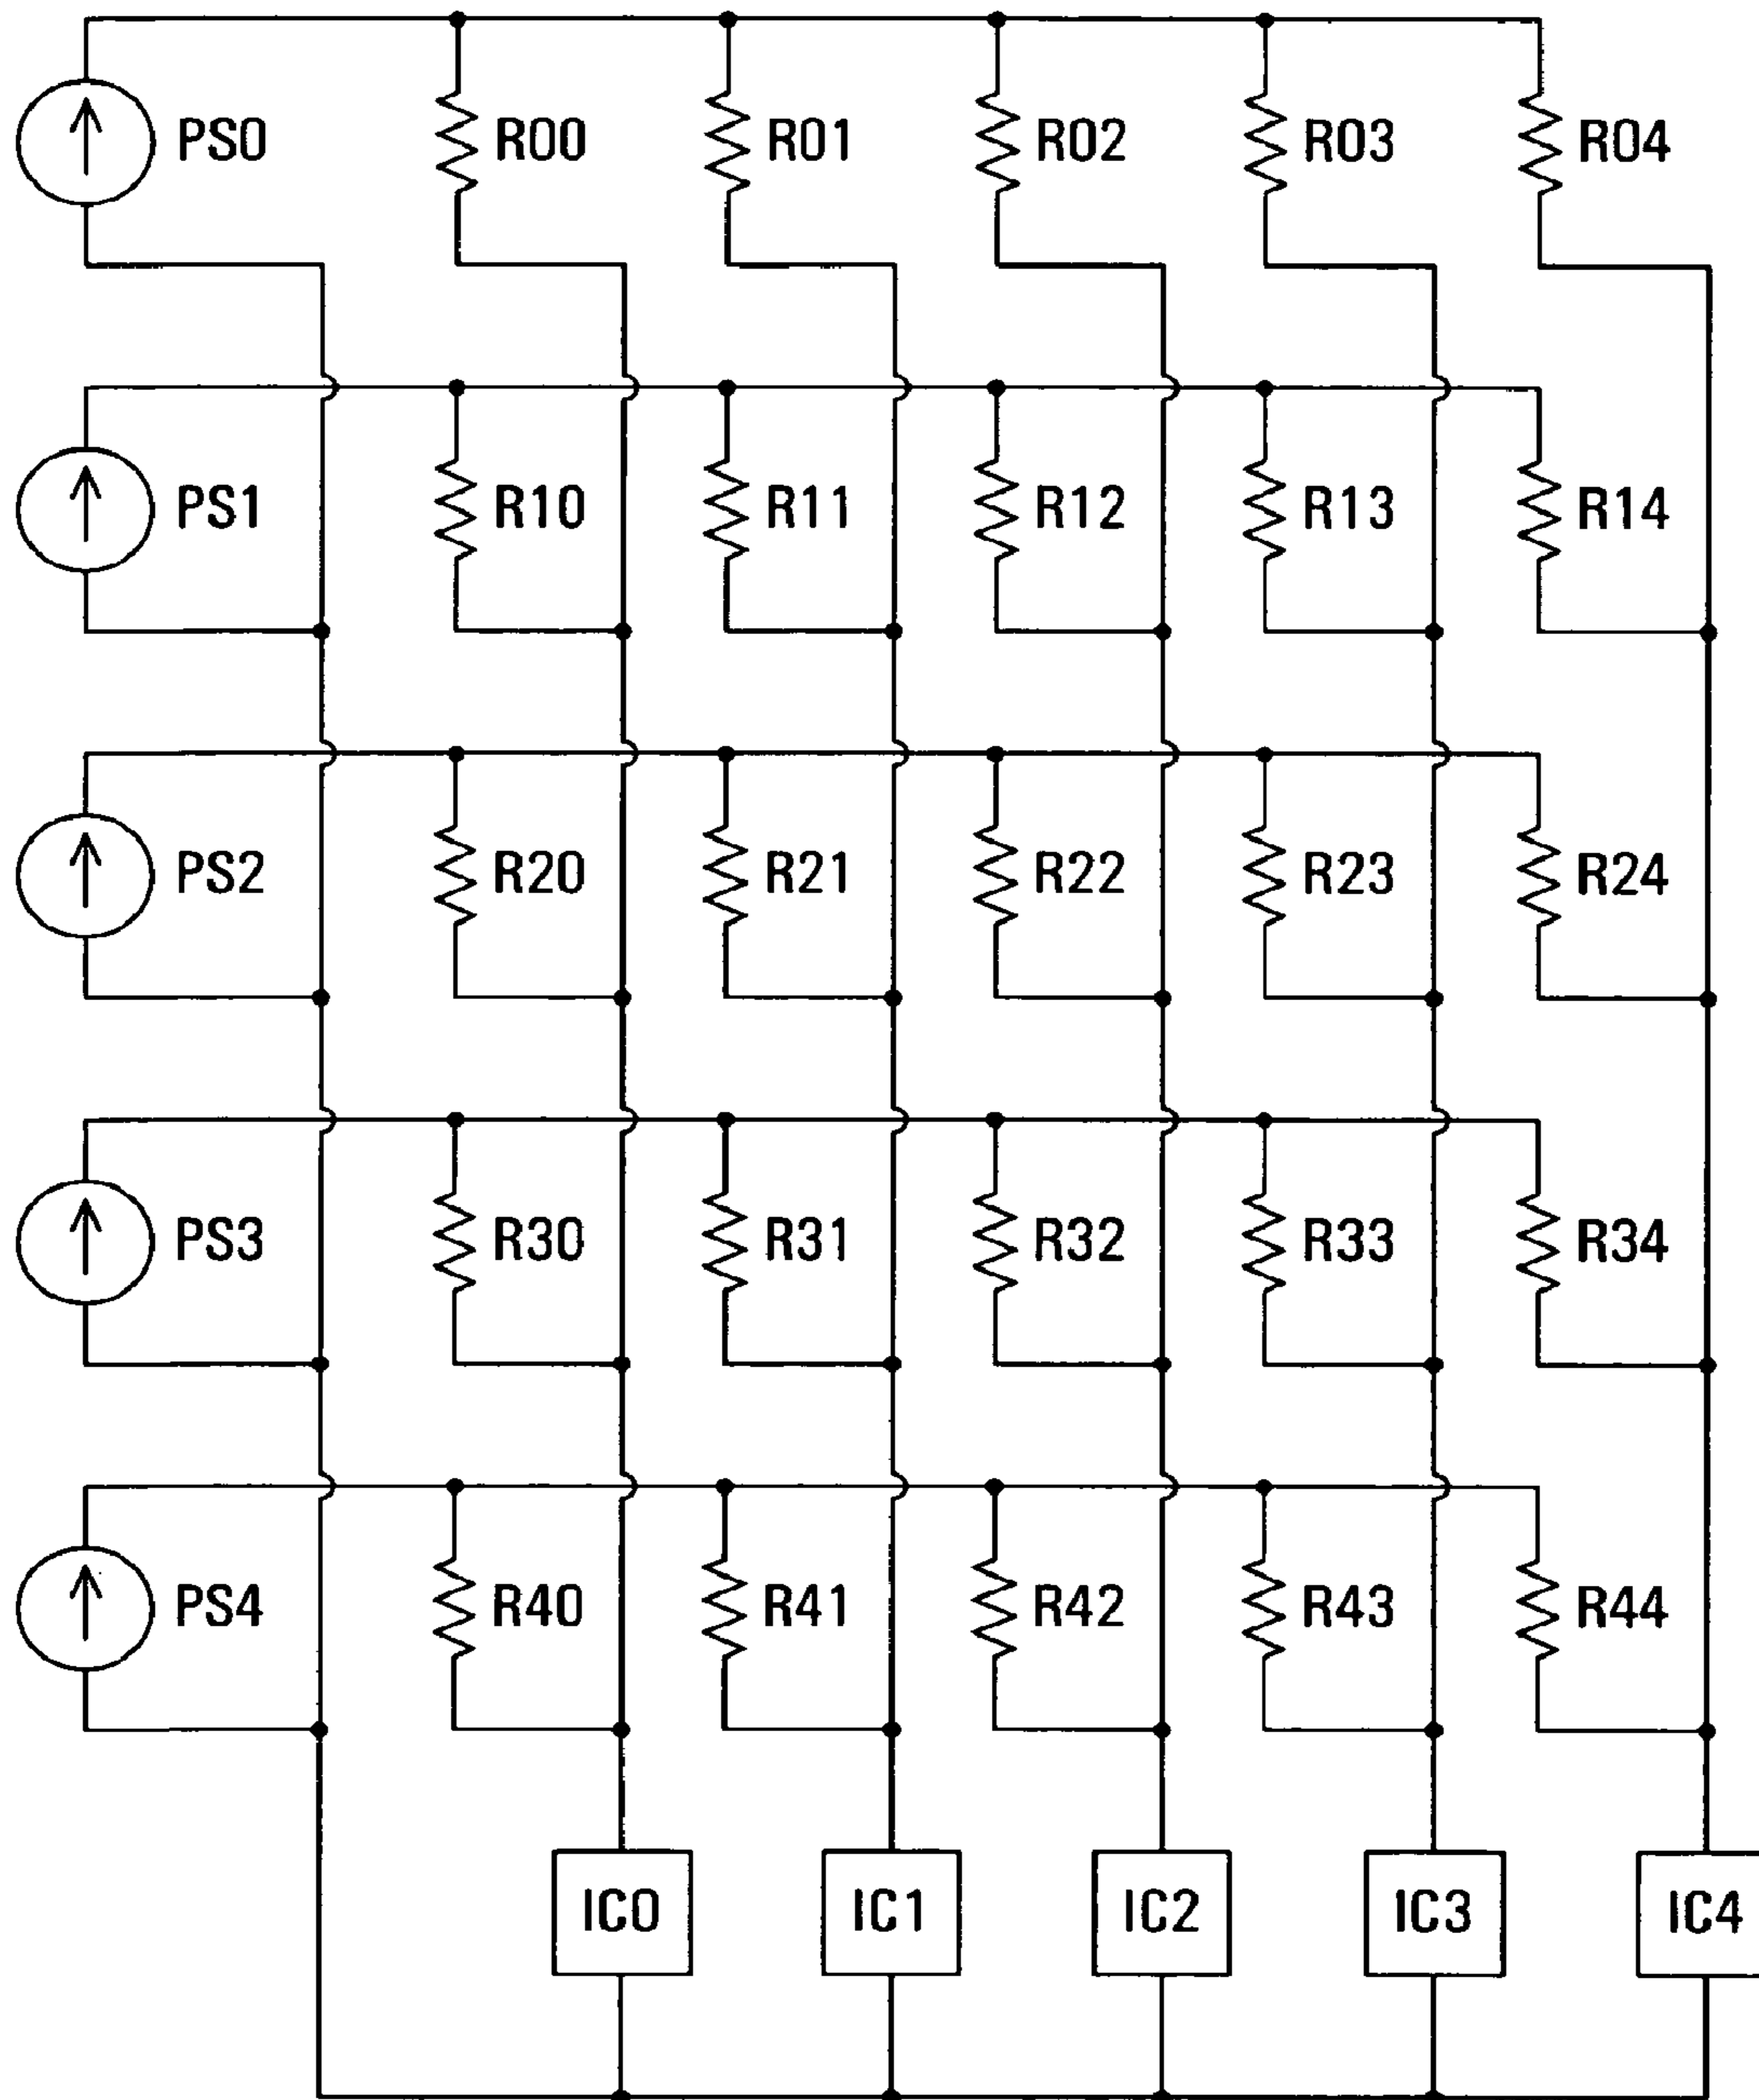 PS0 R00 R01 R02 R03 R04
PS1 R10 R11 R12 R13 R14
PS2 R20 R21 R22 R23 R24
PS3 R30 R31 R32 R33 R34
PS4 R40 R41 R42 R43 R44
IC0 IC1 IC2 IC3 IC4